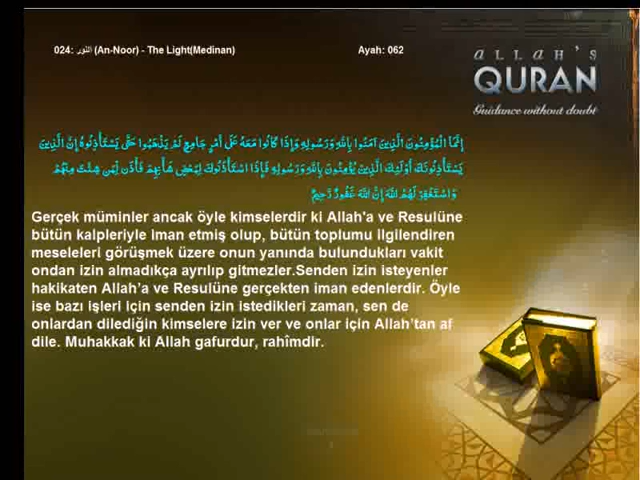 024: النّور (An-Noor) - The Light(Medinan) Ayah: 062
ALLAH'S
QURAN
Guidance without doubt
إِنَّمَا الْمُؤْمِنُونَ الَّذِينَ آمَنُوا بِاللَّهِ وَرَسُولِهِ وَإِذَا كَانُوا مَعَهُ عَلَى أَمْرٍ جَامِعٍ لَمْ يَذْهَبُوا حَتَّى يَسْتَأْذِنُوهُ إِنَّ الَّذِينَ
يَسْتَأْذِنُونَكَ أُولَئِكَ الَّذِينَ يُؤْمِنُونَ بِاللَّهِ وَرَسُولِهِ فَإِذَا اسْتَأْذَنُوكَ لِبَعْضِ شَأْنِهِمْ فَأْذَن لِّمَن شِئْتَ مِنْهُمْ
وَاسْتَغْفِرْ لَهُمُ اللَّهَ إِنَّ اللَّهَ غَفُورٌ رَّحِيمٌ
Gerçek müminler ancak öyle kimselerdir ki Allah'a ve Resulüne
bütün kalpleriyle iman etmiş olup, bütün toplumu ilgilendiren
meseleleri görüşmek üzere onun yanında bulundukları vakit
ondan izin almadıkça ayrılıp gitmezler.Senden izin isteyenler
hakikaten Allah'a ve Resulüne gerçekten iman edenlerdir. Öyle
ise bazı işleri için senden izin istedikleri zaman, sen de
onlardan dilediğin kimselere izin ver ve onlar için Allah'tan af
dile. Muhakkak ki Allah gafurdur, rahîmdir.